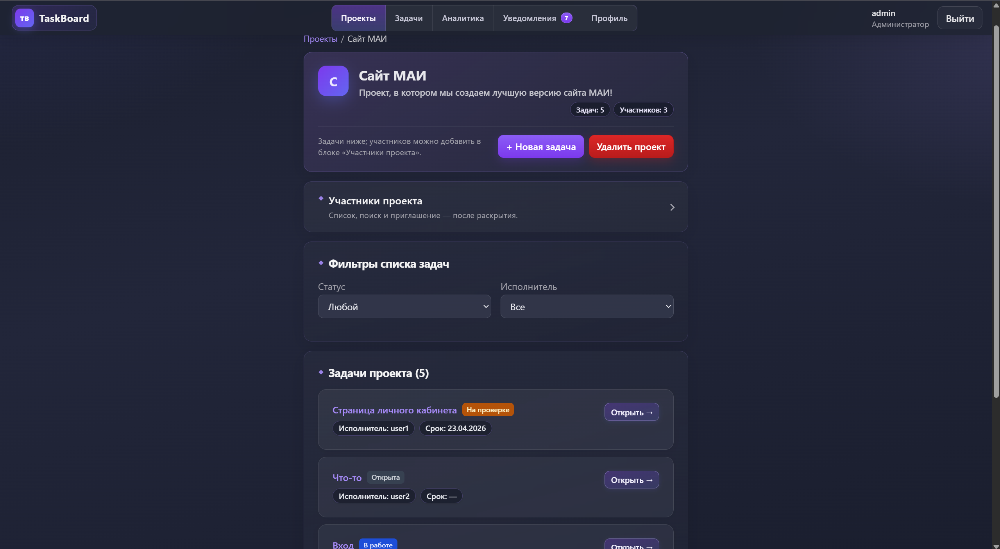 ТВ TaskBoard
Проекты Задачи Аналитика Уведомления 7 Профиль
admin
Администратор
Выйти
Проекты / Сайт МАИ
С
Сайт МАИ
Проект, в котором мы создаем лучшую версию сайта МАИ!
Задач: 5 Участников: 3
Задачи ниже; участников можно добавить в
блоке «Участники проекта».
+ Новая задача Удалить проект
Участники проекта
Список, поиск и приглашение — после раскрытия.
Фильтры списка задач
Статус Исполнитель
Любой Все
Задачи проекта (5)
Страница личного кабинета На проверке Открыть →
Исполнитель: user1 Срок: 23.04.2026
Что-то Открыта Открыть →
Исполнитель: user2 Срок: —
Вход В работе Открыть →